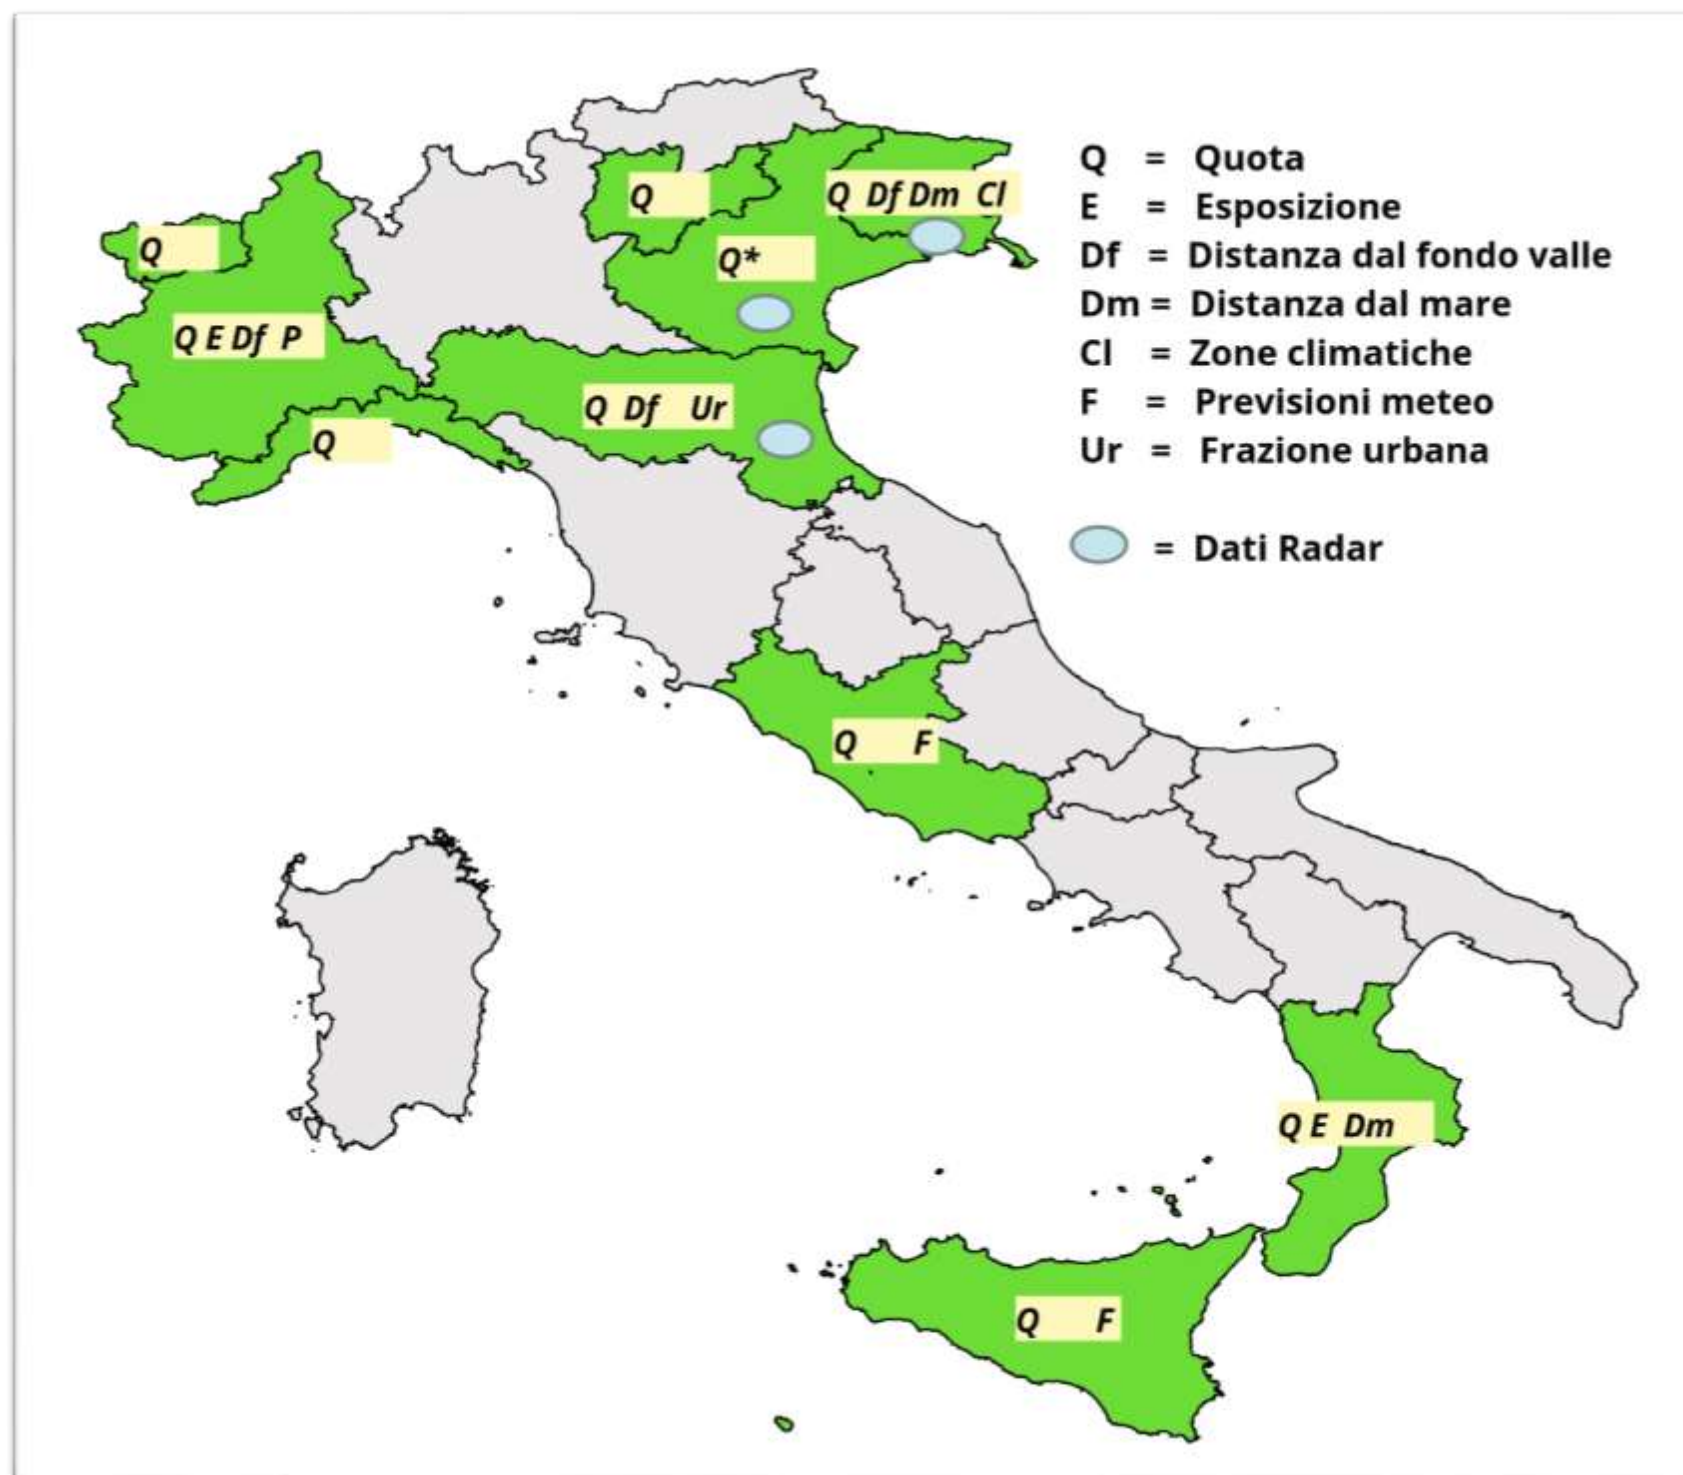 Q = Quota
E = Esposizione
Df = Distanza dal fondo valle
Dm = Distanza dal mare
Cl = Zone climatiche
F = Previsioni meteo
Ur = Frazione urbana
= Dati Radar
Q
Q Df Dm Cl
Q
Q*
Q E Df P
Q Df Ur
Q
Q F
Q E Dm
Q F